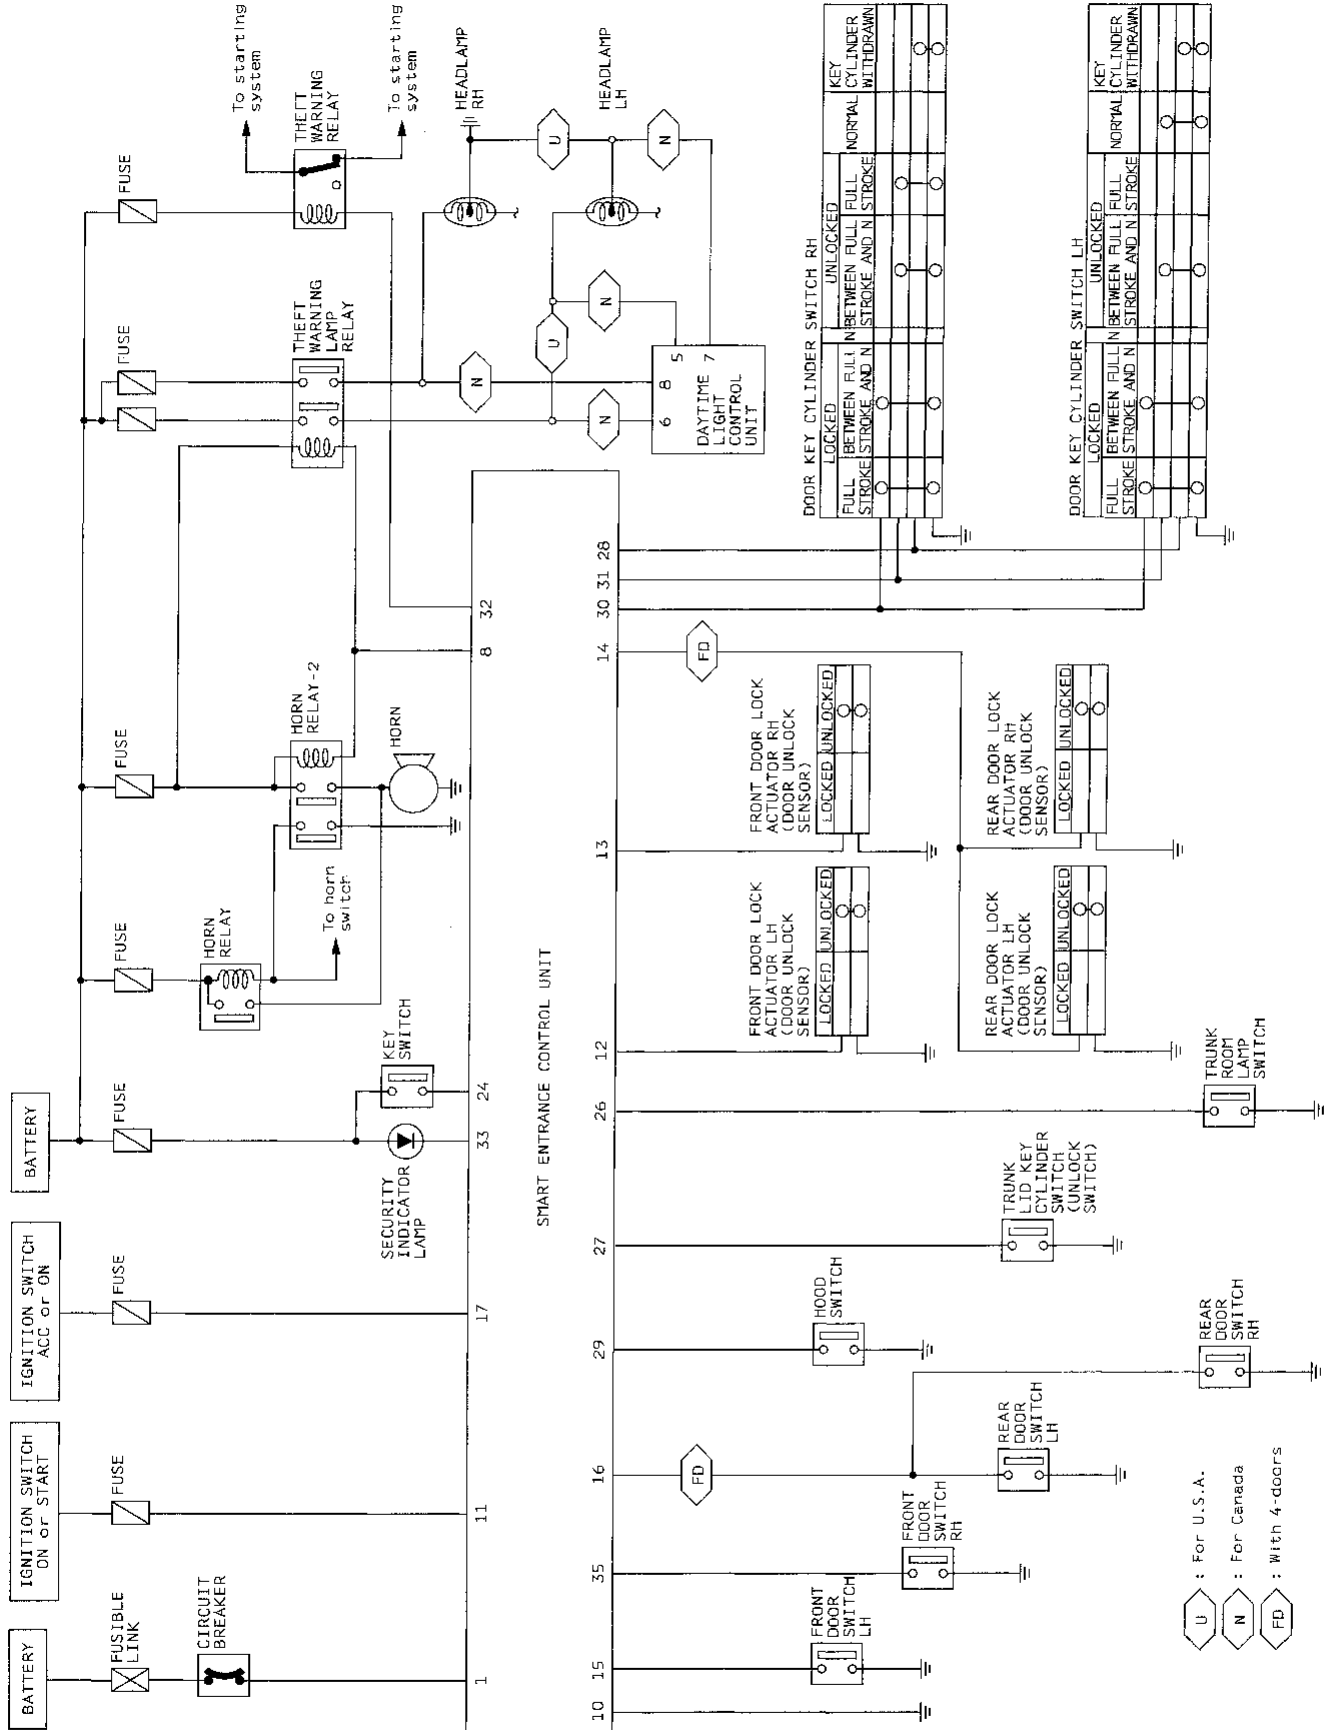 BATTERY
FUSIBLE
LINK
CIRCUIT
BREAKER
1
IGNITION SWITCH
ON or START
FUSE
11
IGNITION SWITCH
ACC or ON
FUSE
17
BATTERY
FUSE
SECURITY
INDICATOR
LAMP
33
KEY
SWITCH
24
FUSE
HORN
RELAY
To horn
switch
FUSE
HORN
RELAY-2
HORN
8
32
FUSE
THEFT
WARNING
LAMP
RELAY
FUSE
THEFT
WARNING
RELAY
To starting
system
To starting
system
HEADLAMP
RH
HEADLAMP
LH
U
N
N
U
N
N
6
8
5
7
DAYTIME
LIGHT
CONTROL
UNIT
SMART ENTRANCE CONTROL UNIT
10
15
FRONT
DOOR
SWITCH
LH
35
FRONT
DOOR
SWITCH
RH
16
FD
REAR
DOOR
SWITCH
LH
REAR
DOOR
SWITCH
RH
29
HOOD
SWITCH
27
TRUNK
LID KEY
CYLINDER
SWITCH
(UNLOCK
SWITCH)
26
TRUNK
ROOM
LAMP
SWITCH
12
FRONT DOOR LOCK
ACTUATOR LH
(DOOR UNLOCK
SENSOR)
LOCKED UNLOCKED
13
FRONT DOOR LOCK
ACTUATOR RH
(DOOR UNLOCK
SENSOR)
LOCKED UNLOCKED
14
FD
REAR DOOR LOCK
ACTUATOR LH
(DOOR UNLOCK
SENSOR)
LOCKED UNLOCKED
REAR DOOR LOCK
ACTUATOR RH
(DOOR UNLOCK
SENSOR)
LOCKED UNLOCKED
30
31
28
DOOR KEY CYLINDER SWITCH RH
LOCKED
UNLOCKED
FULL
STROKE
BETWEEN FULL
STROKE AND N
N
BETWEEN FULL
STROKE AND N
FULL
STROKE
NORMAL
KEY
CYLINDER
WITHDRAWN
DOOR KEY CYLINDER SWITCH LH
LOCKED
UNLOCKED
FULL
STROKE
BETWEEN FULL
STROKE AND N
N
BETWEEN FULL
STROKE AND N
FULL
STROKE
NORMAL
KEY
CYLINDER
WITHDRAWN
U : For U.S.A.
N : For Canada
FD : With 4-doors